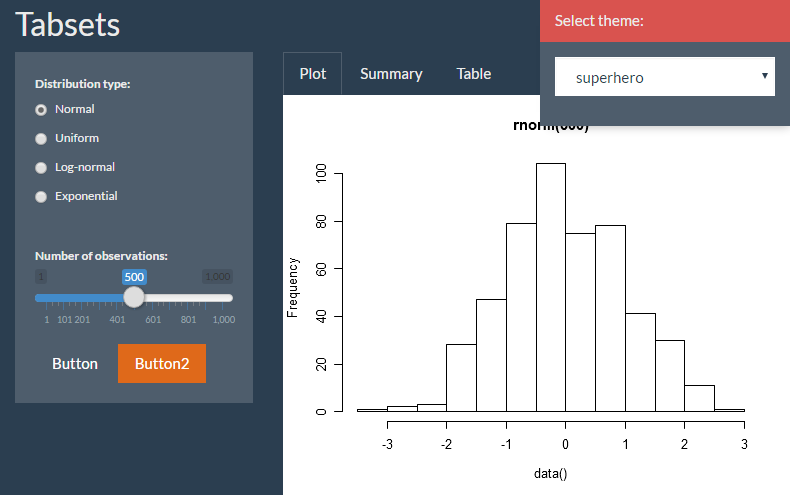 Tabsets
Select theme:
superhero
Distribution type:
Normal
Uniform
Log-normal
Exponential
Number of observations:
1 500 1,000
1 101 201 401 601 801 1,000
Button Button2
Plot Summary Table
Frequency
100
80
60
40
20
0
-3 -2 -1 0 1 2 3
data()